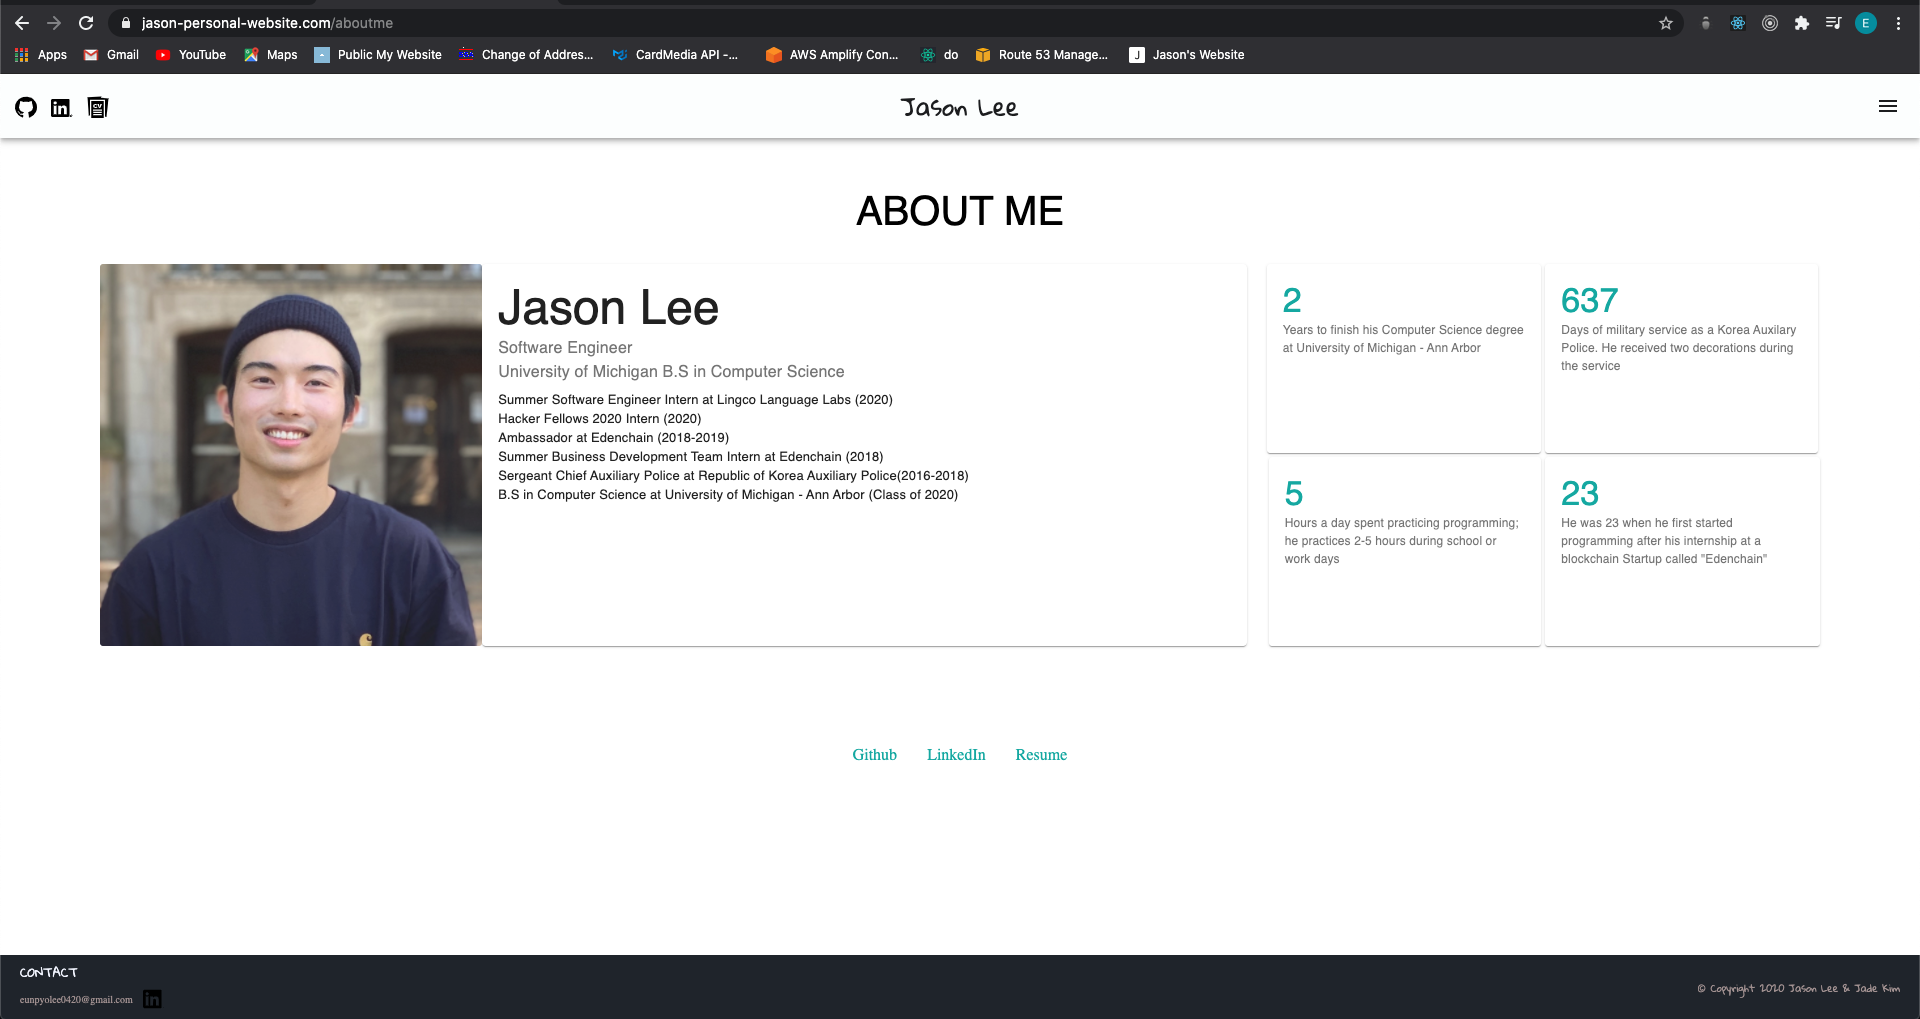 jason-personal-website.com/aboutme
E
Apps
Gmail
YouTube
Maps
Public My Website
Change of Addres...
CardMedia API -...
AWS Amplify Con...
do
Route 53 Manage...
J Jason's Website
in
CV
Jason Lee
ABOUT ME
Jason Lee
Software Engineer
University of Michigan B.S in Computer Science
Summer Software Engineer Intern at Lingco Language Labs (2020)
Hacker Fellows 2020 Intern (2020)
Ambassador at Edenchain (2018-2019)
Summer Business Development Team Intern at Edenchain (2018)
Sergeant Chief Auxiliary Police at Republic of Korea Auxiliary Police(2016-2018)
B.S in Computer Science at University of Michigan - Ann Arbor (Class of 2020)
2
Years to finish his Computer Science degree
at University of Michigan - Ann Arbor
637
Days of military service as a Korea Auxilary
Police. He received two decorations during
the service
5
Hours a day spent practicing programming;
he practices 2-5 hours during school or
work days
23
He was 23 when he first started
programming after his internship at a
blockchain Startup called "Edenchain"
Github
LinkedIn
Resume
CONTACT
eunpyolee0420@gmail.com
in
© Copyright 2020 Jason Lee & Jade Kim